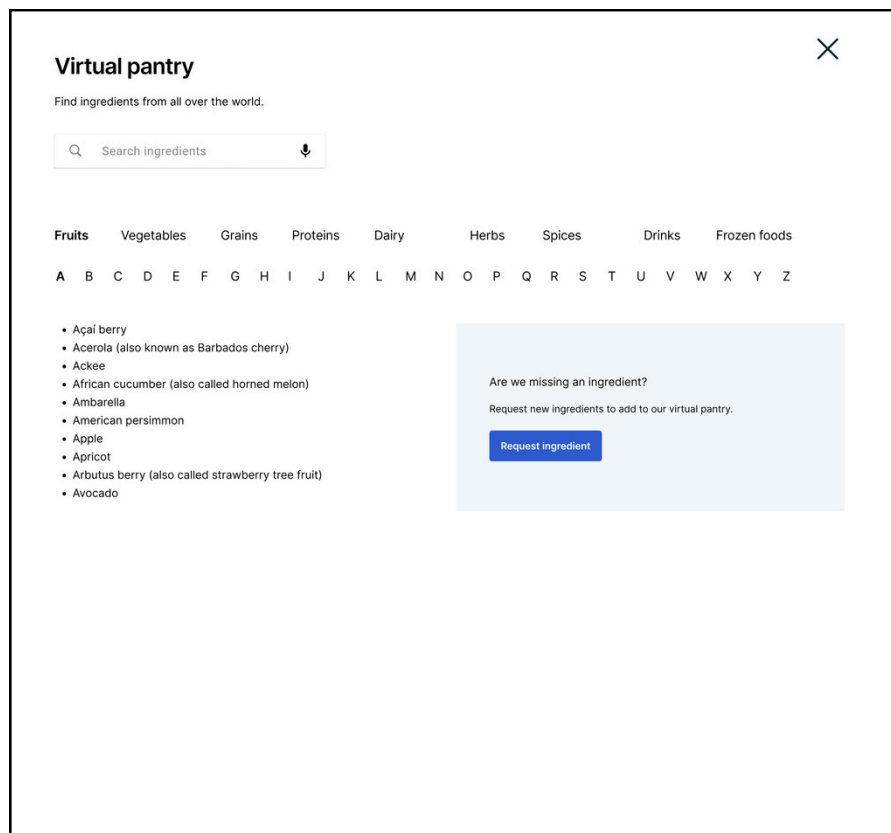 Virtual pantry
Find ingredients from all over the world.
Search ingredients
Fruits Vegetables Grains Proteins Dairy Herbs Spices Drinks Frozen foods
A B C D E F G H I J K L M N O P Q R S T U V W X Y Z
• Açaí berry
• Acerola (also known as Barbados cherry)
• Ackee
• African cucumber (also called horned melon)
• Ambarella
• American persimmon
• Apple
• Apricot
• Arbutus berry (also called strawberry tree fruit)
• Avocado
Are we missing an ingredient?
Request new ingredients to add to our virtual pantry.
Request ingredient